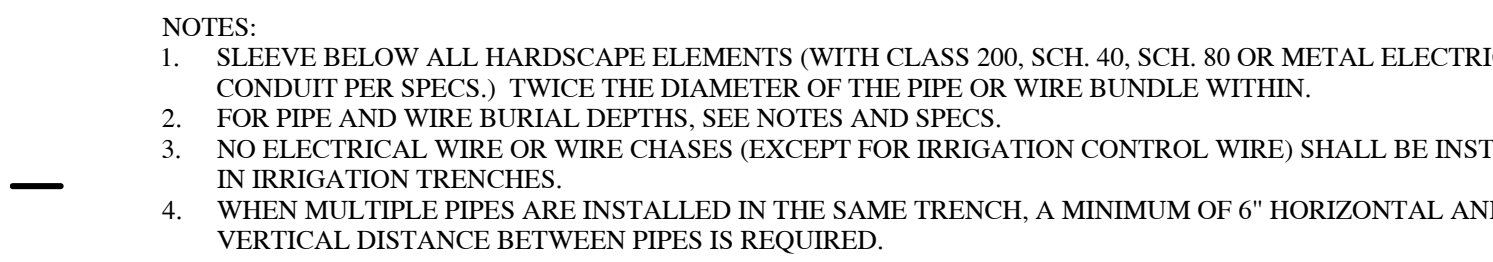 NOTES:
1. SLEEVE BELOW ALL HARDSCAPE ELEMENTS (WITH CLASS 200, SCH. 40, SCH. 80 OR METAL
CONDUIT PER SPECS.) TWICE THE DIAMETER OF THE PIPE OR WIRE BUNDLE WITHIN.
2. FOR PIPE AND WIRE BURIAL DEPTHS, SEE NOTES AND SPECS.
3. NO ELECTRICAL WIRE OR WIRE CHASES (EXCEPT FOR IRRIGATION CONTROL WIRE) SHALL BE
IN IRRIGATION TRENCHES.
4. WHEN MULTIPLE PIPES ARE INSTALLED IN THE SAME TRENCH, A MINIMUM OF 6" HORIZONTAL
VERTICAL DISTANCE BETWEEN PIPES IS REQUIRED.